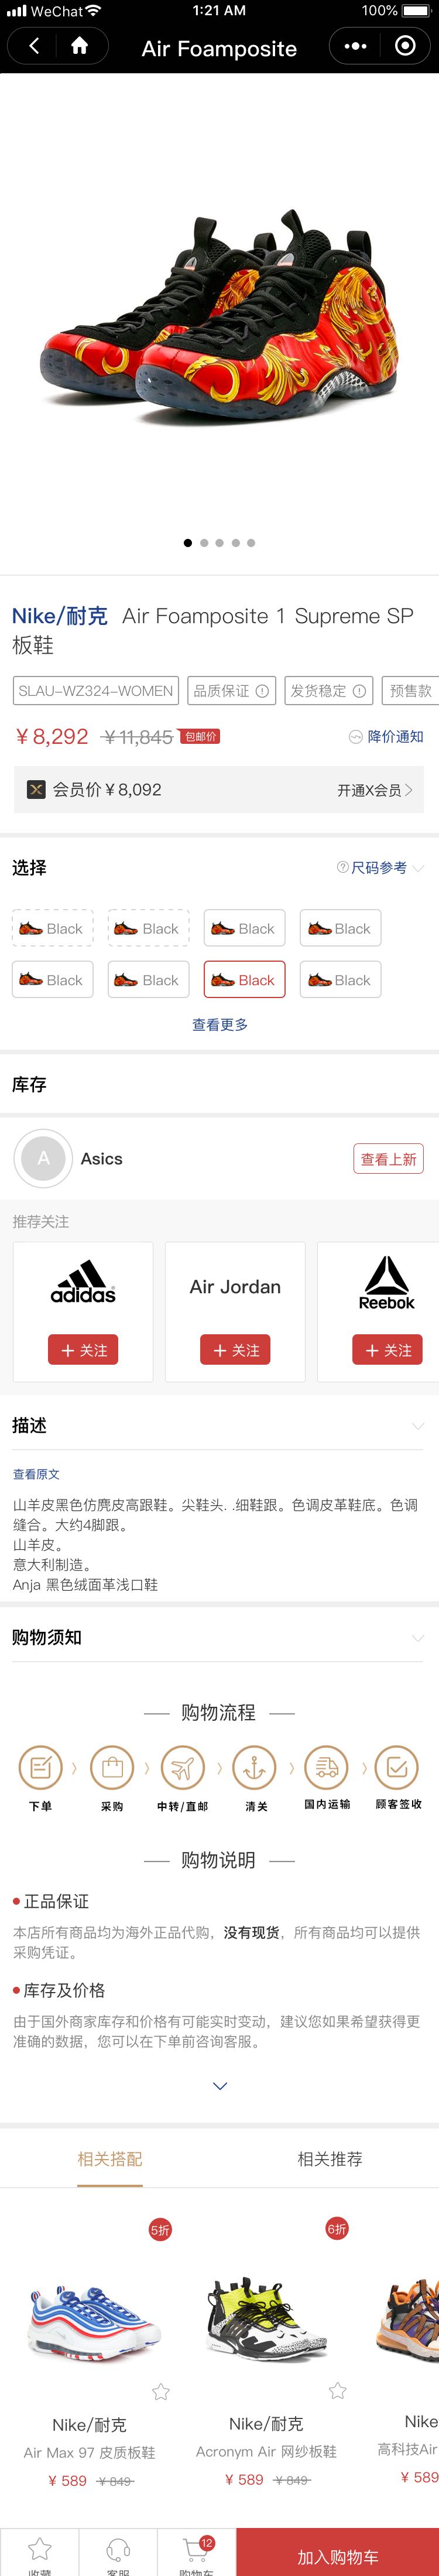 WeChat 1:21 AM 100%
Air Foamposite
Nike/耐克 Air Foamposite 1 Supreme SP
板鞋
SLAU-WZ324-WOMEN 品质保证 发货稳定 预售款
¥8,292 ¥11,845 包邮价 降价通知
会员价¥8,092 开通X会员
选择 尺码参考
Black Black Black Black
Black Black Black Black
查看更多
库存
A Asics 查看上新
推荐关注
adidas Air Jordan Reebok
+ 关注 + 关注 + 关注
描述
查看原文
山羊皮黑色仿麂皮高跟鞋。尖鞋头. .细鞋跟。色调皮革鞋底。色调
缝合。大约4脚跟。
山羊皮。
意大利制造。
Anja 黑色绒面革浅口鞋
购物须知
购物流程
下单 采购 中转/直邮 清关 国内运输 顾客签收
购物说明
正品保证
本店所有商品均为海外正品代购，没有现货，所有商品均可以提供
采购凭证。
库存及价格
由于国外商家库存和价格有可能实时变动，建议您如果希望获得更
准确的数据，您可以在下单前咨询客服。
相关搭配 相关推荐
5折 6折
Nike/耐克 Nike/耐克 Nike
Air Max 97 皮质板鞋 Acronym Air 网纱板鞋 高科技Air
¥ 589 ¥ 849 ¥ 589 ¥ 849 ¥ 589
12
收藏 客服 购物车 加入购物车